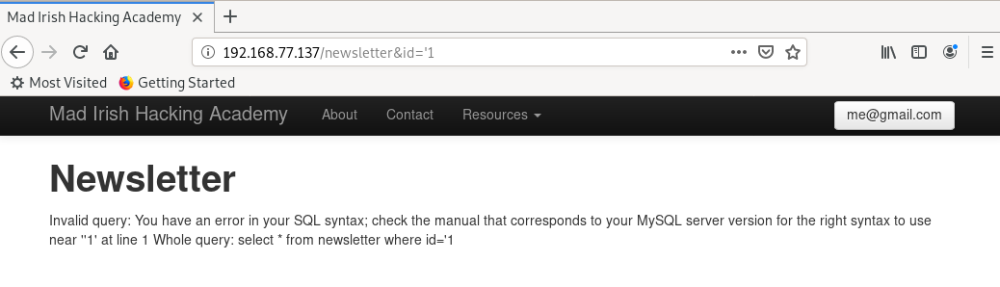 Mad Irish Hacking Academy
192.168.77.137/newsletter&id='1
Most Visited Getting Started
Mad Irish Hacking Academy About Contact Resources me@gmail.com
Newsletter
Invalid query: You have an error in your SQL syntax; check the manual that corresponds to your MySQL server version for the right syntax to use
near ''1' at line 1 Whole query: select * from newsletter where id='1